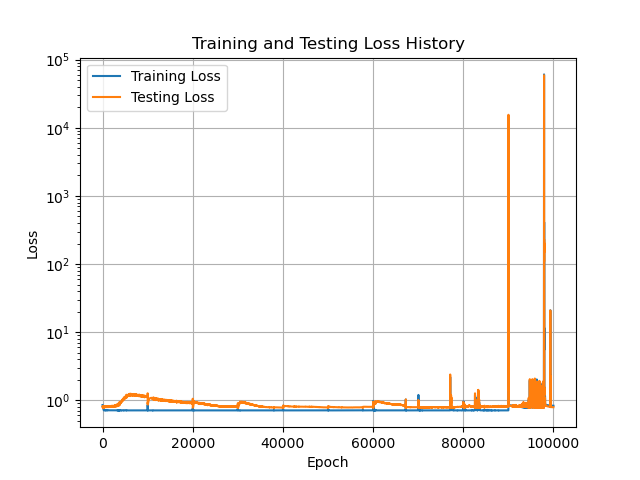 Training and Testing Loss History
10^5
10^4
10^3
10^2
10^1
10^0
Loss
Training Loss
Testing Loss
0 20000 40000 60000 80000 100000
Epoch